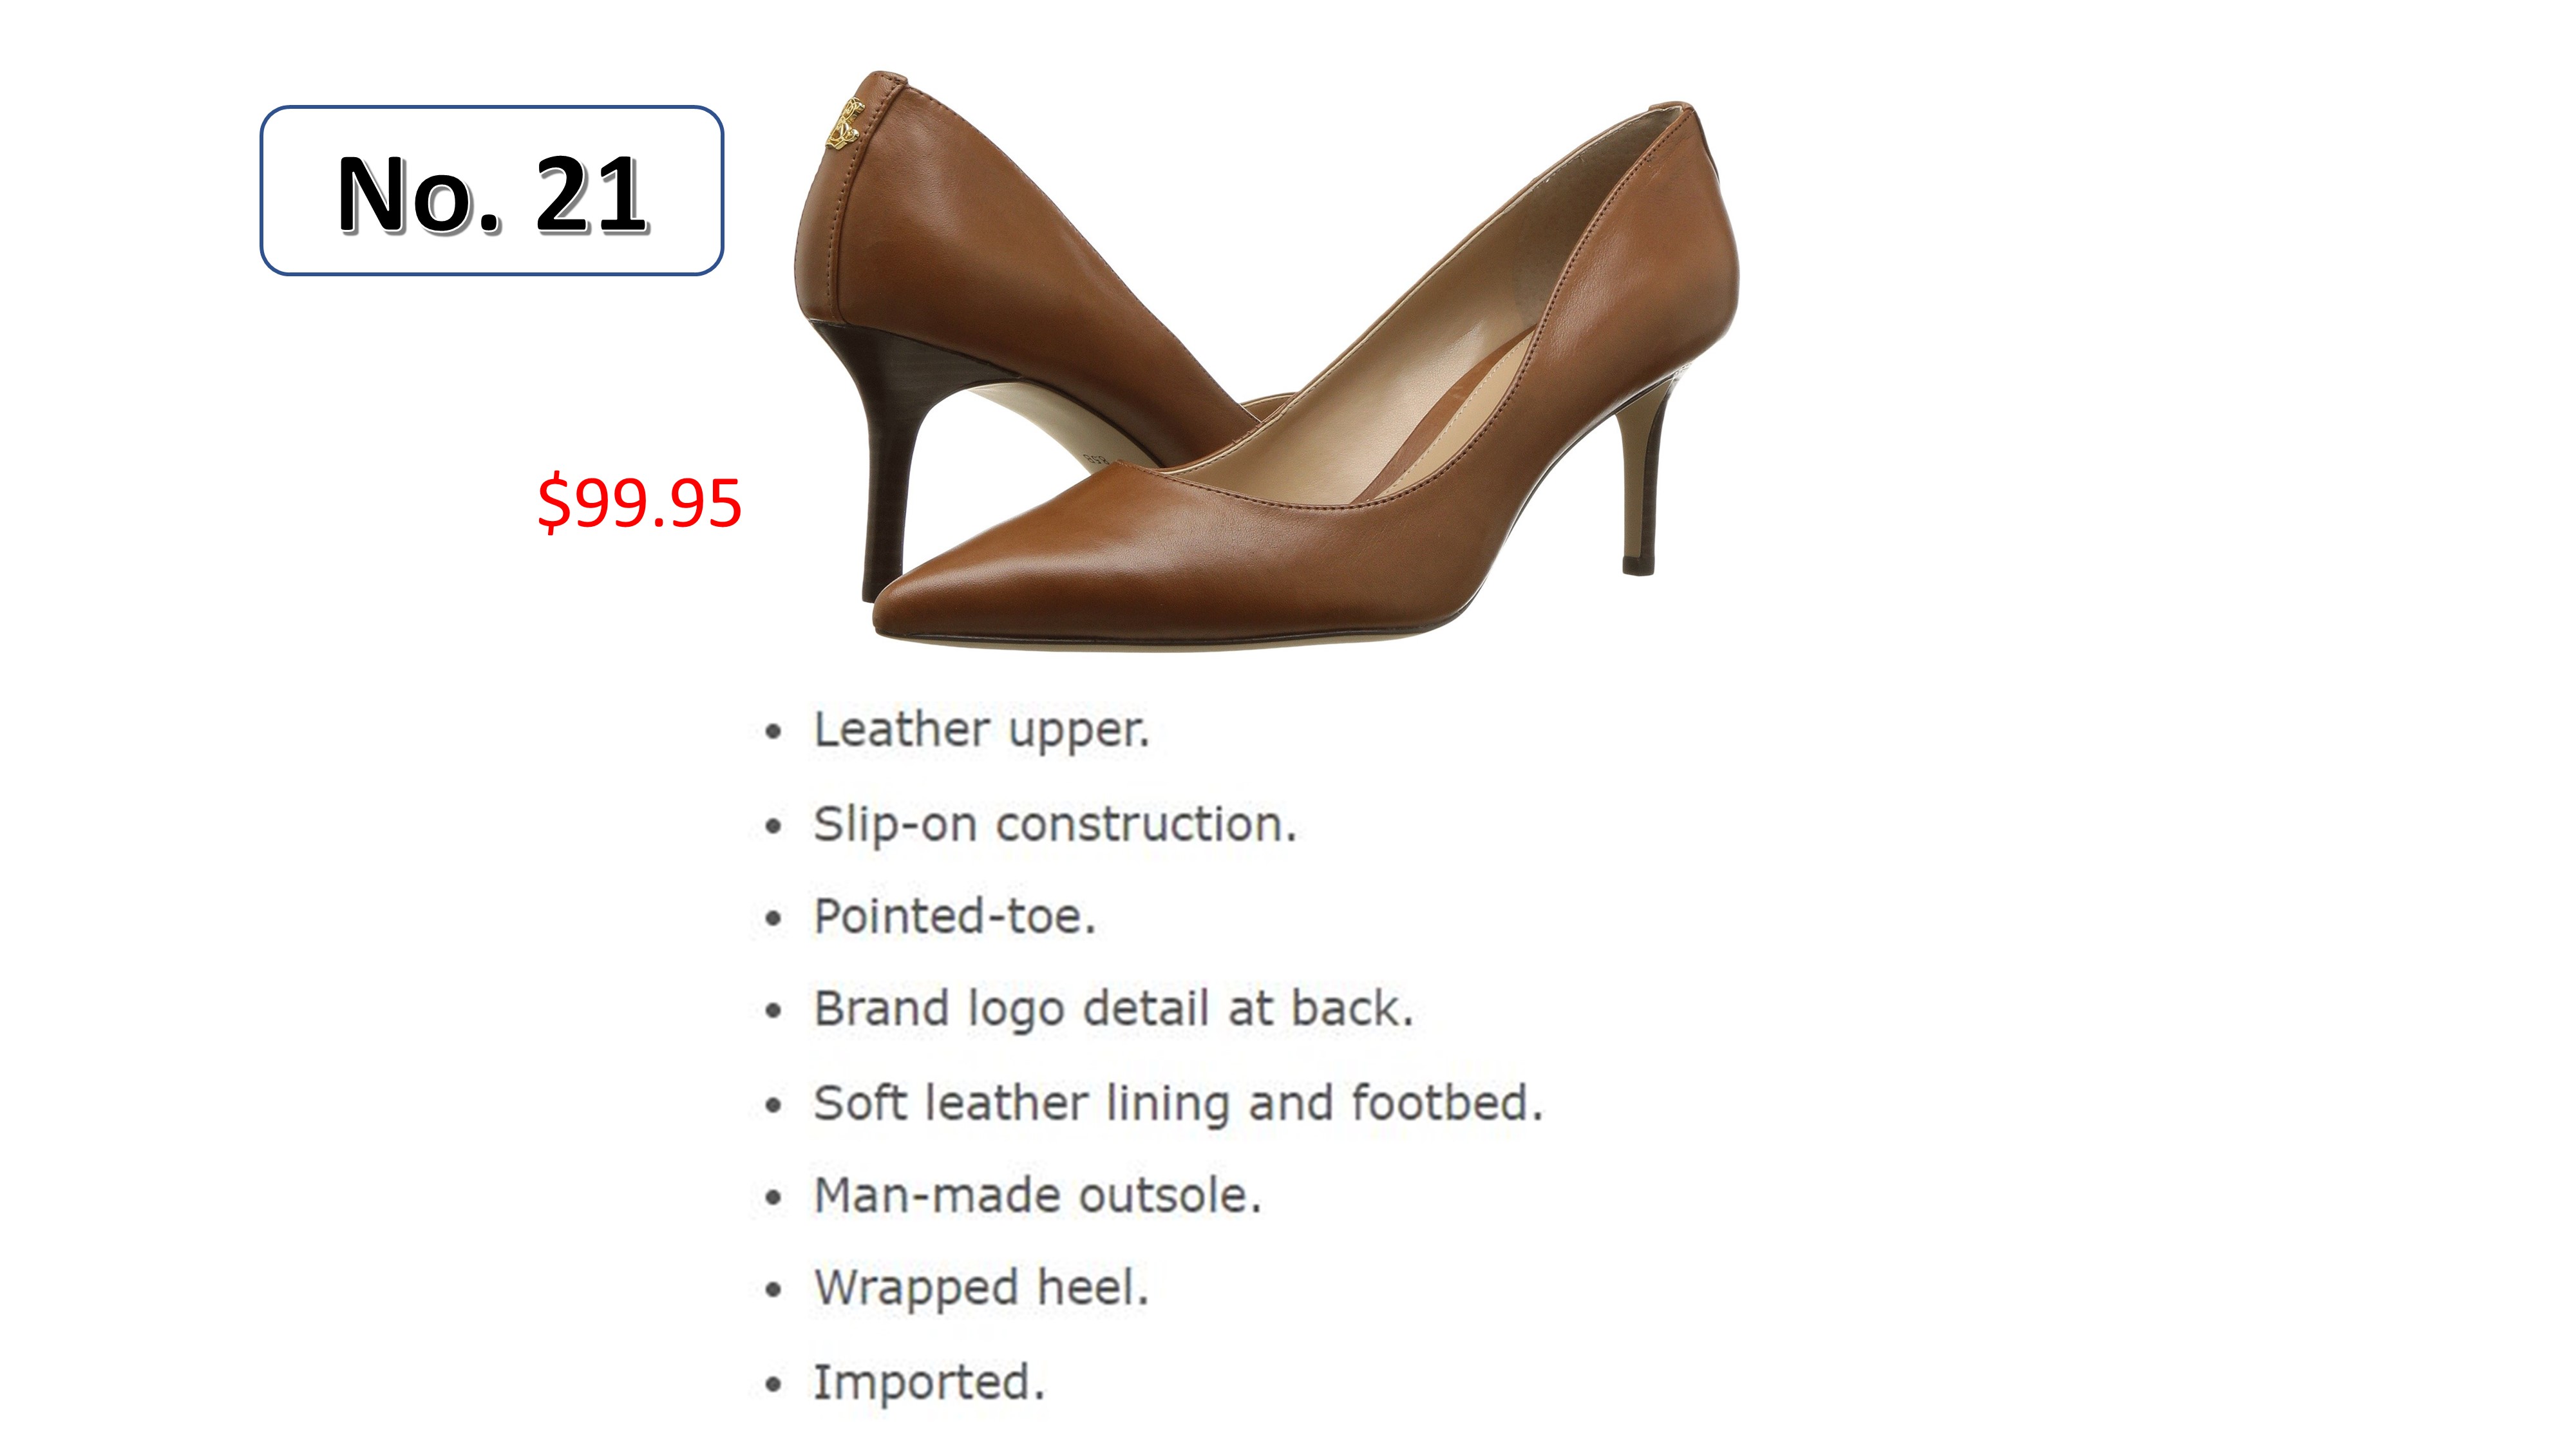 No. 21
$99.95
• Leather upper.
• Slip-on construction.
• Pointed-toe.
• Brand logo detail at back.
• Soft leather lining and footbed.
• Man-made outsole.
• Wrapped heel.
• Imported.